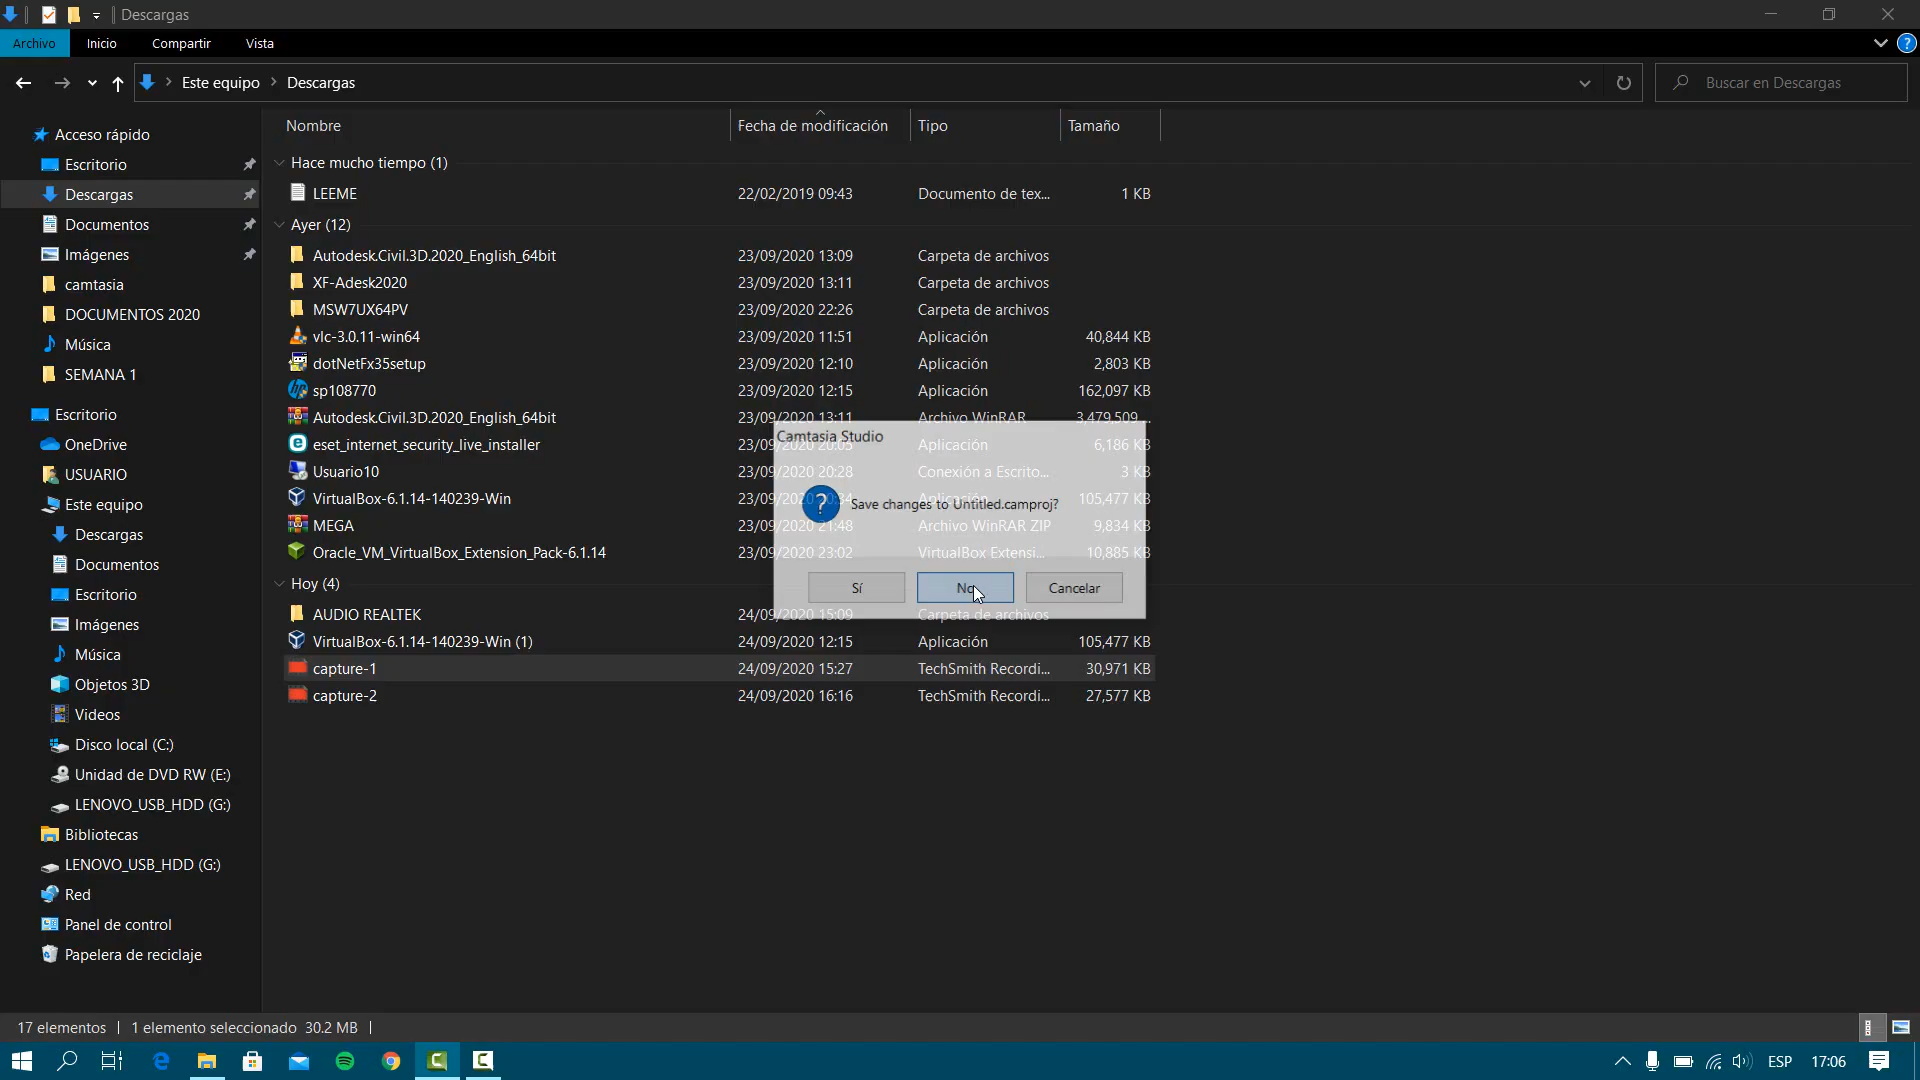 Descargas
Archivo Inicio Compartir Vista
Este equipo Descargas
Buscar en Descargas
Nombre Fecha de modificación Tipo Tamaño
Acceso rápido
Escritorio
Descargas
Documentos
Imágenes
camtasia
DOCUMENTOS 2020
Música
SEMANA 1
Escritorio
OneDrive
USUARIO
Este equipo
Descargas
Documentos
Escritorio
Imágenes
Música
Objetos 3D
Videos
Disco local (C:)
Unidad de DVD RW (E:)
LENOVO_USB_HDD (G:)
Bibliotecas
LENOVO_USB_HDD (G:)
Red
Panel de control
Papelera de reciclaje
Hace mucho tiempo (1)
LEEME 22/02/2019 09:43 Documento de tex... 1 KB
Ayer (12)
Autodesk.Civil.3D.2020_English_64bit 23/09/2020 13:09 Carpeta de archivos
XF-Adesk2020 23/09/2020 13:11 Carpeta de archivos
MSW7UX64PV 23/09/2020 22:26 Carpeta de archivos
vlc-3.0.11-win64 23/09/2020 11:51 Aplicación 40,844 KB
dotNetFx35setup 23/09/2020 12:10 Aplicación 2,803 KB
sp108770 23/09/2020 12:15 Aplicación 162,097 KB
Autodesk.Civil.3D.2020_English_64bit 23/09/2020 13:11 Archivo WinRAR 3,479,509 ...
eset_internet_security_live_installer 23/09/2020 20:05 Aplicación 6,186 KB
Usuario10 23/09/2020 20:28 Conexión a Escrito... 3 KB
VirtualBox-6.1.14-140239-Win 23/09/2020 Aplicación 105,477 KB
MEGA 23/09/2020 21:48 Archivo WinRAR ZIP 9,834 KB
Oracle_VM_VirtualBox_Extension_Pack-6.1.14 23/09/2020 23:02 VirtualBox Extensi... 10,885 KB
Hoy (4)
AUDIO REALTEK 24/09/2020 15:09 Carpeta de archivos
VirtualBox-6.1.14-140239-Win (1) 24/09/2020 12:15 Aplicación 105,477 KB
capture-1 24/09/2020 15:27 TechSmith Recordi... 30,971 KB
capture-2 24/09/2020 16:16 TechSmith Recordi... 27,577 KB
Camtasia Studio
Save changes to Untitled.camproj?
Sí No Cancelar
17 elementos 1 elemento seleccionado 30.2 MB
ESP 17:06